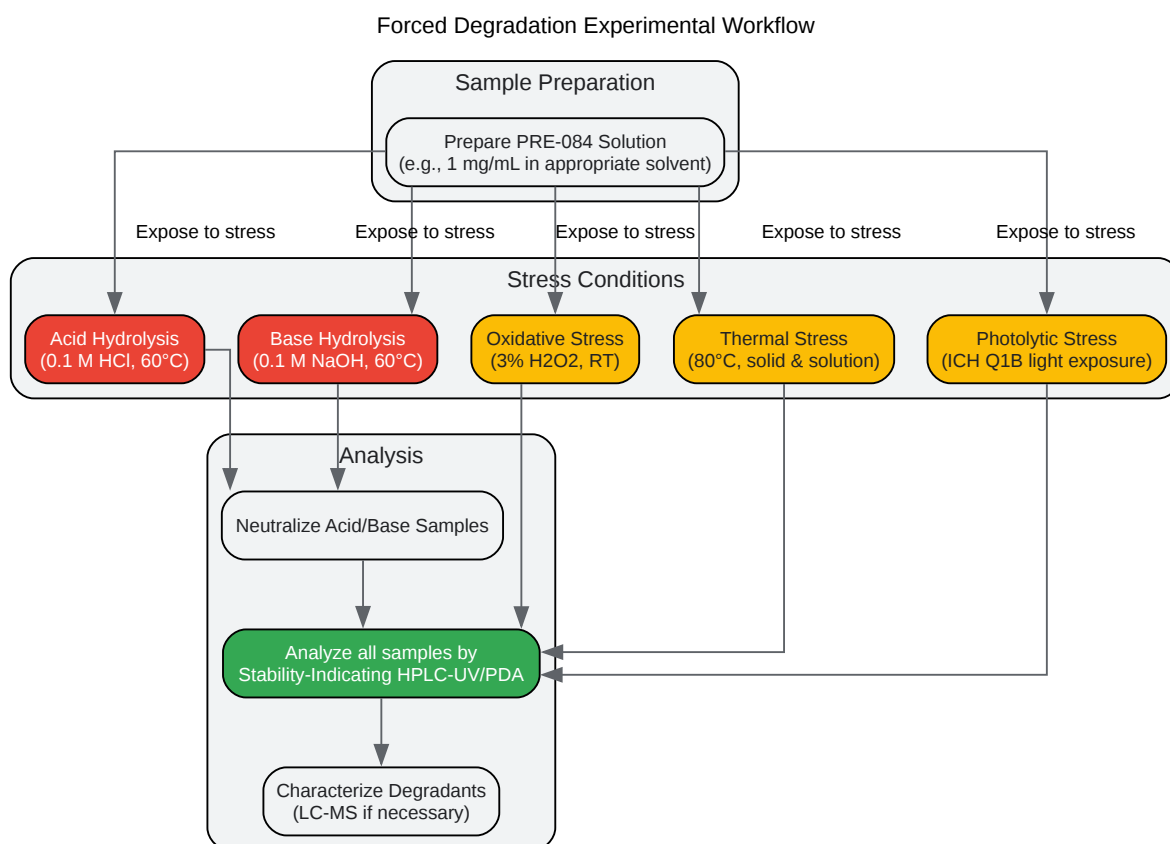 Forced Degradation Experimental Workflow
Sample Preparation
Prepare PRE-084 Solution
(e.g., 1 mg/mL in appropriate solvent)
Expose to stress
Expose to stress
Expose to stress
Expose to stress
Expose to stress
Stress Conditions
Acid Hydrolysis
(0.1 M HCl, 60°C)
Base Hydrolysis
(0.1 M NaOH, 60°C)
Oxidative Stress
(3% H2O2, RT)
Thermal Stress
(80°C, solid & solution)
Photolytic Stress
(ICH Q1B light exposure)
Analysis
Neutralize Acid/Base Samples
Analyze all samples by
Stability-Indicating HPLC-UV/PDA
Characterize Degradants
(LC-MS if necessary)